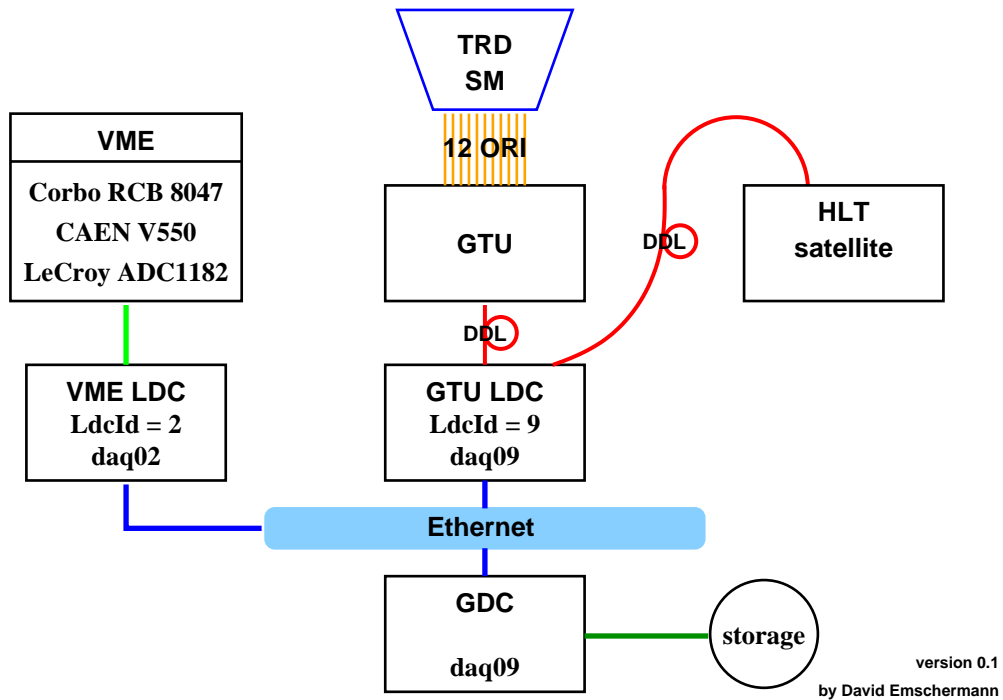 TRD
SM
12 ORI
VME
Corbo RCB 8047
CAEN V550
LeCroy ADC1182
GTU
HLT
satellite
DDL
DDL
VME LDC
LdcId = 2
daq02
GTU LDC
LdcId = 9
daq09
Ethernet
GDC
daq09
storage
version 0.1
by David Emschermann